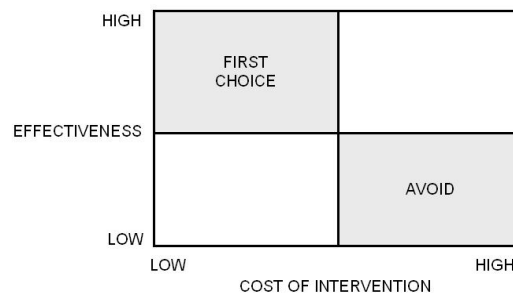 HIGH
FIRST
CHOICE
EFFECTIVENESS
AVOID
LOW
LOW
HIGH
COST OF INTERVENTION